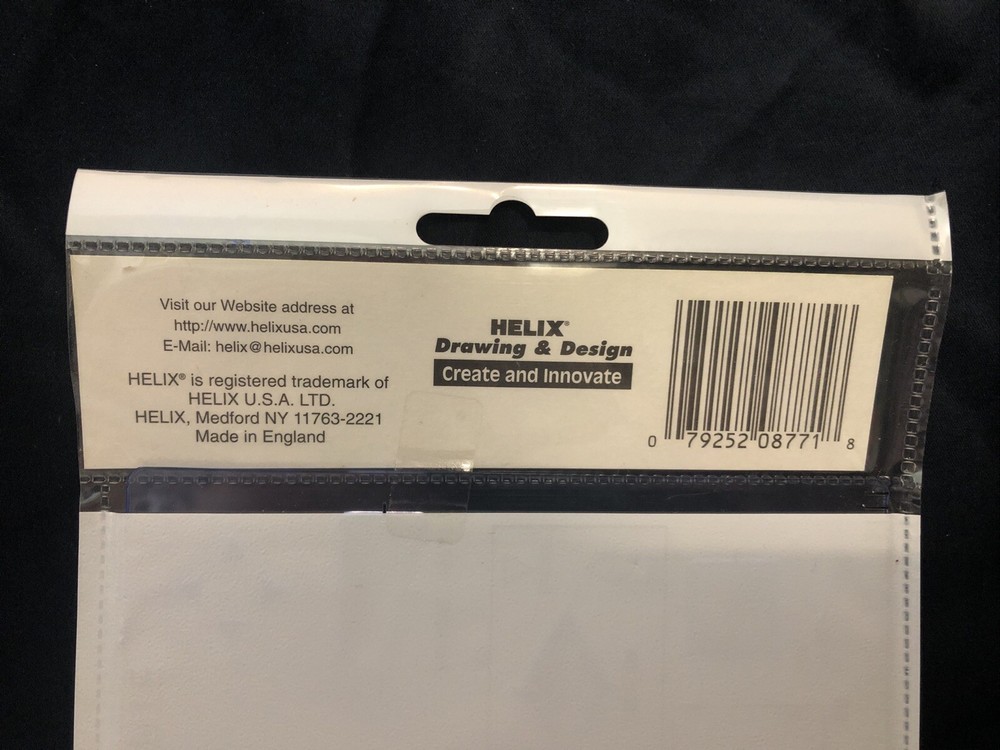 Visit our Website address at
http://www.helixusa.com
E-Mail: helix@helixusa.com
HELIX® is registered trademark of
HELIX U.S.A. LTD.
HELIX, Medford NY 11763-2221
Made in England
HELIX®
Drawing & Design
Create and Innovate
0 79252 08771 8